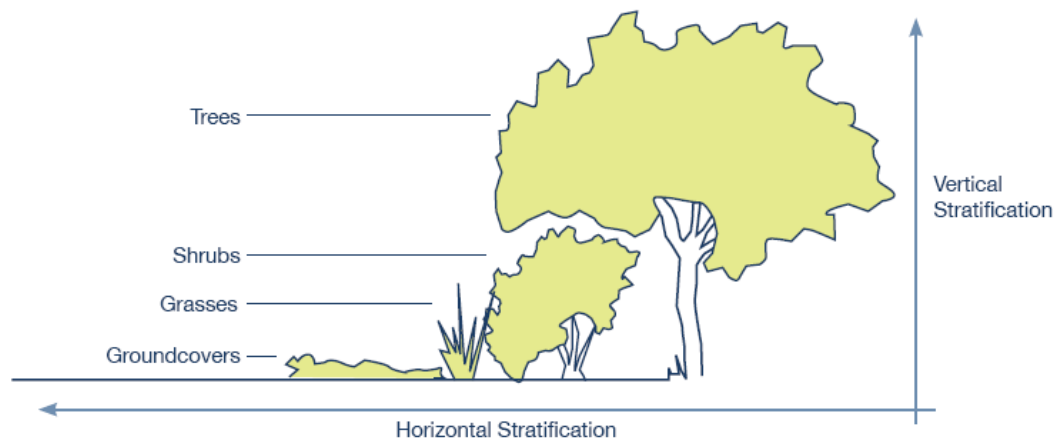 Trees
Shrubs
Grasses
Groundcovers
Vertical
Stratification
Horizontal Stratification